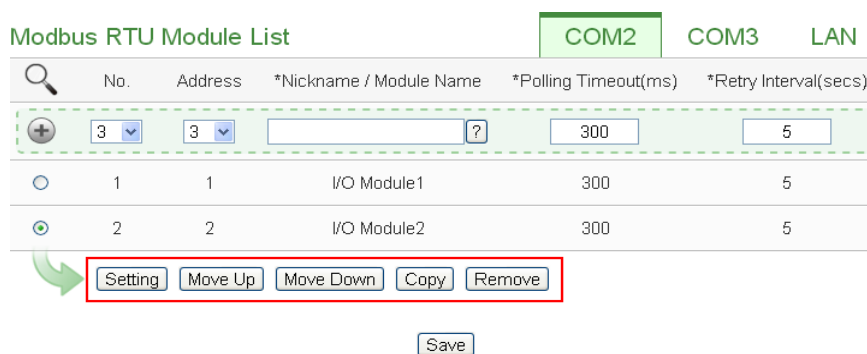 Modbus RTU Module List COM2 COM3 LAN
No. Address *Nickname / Module Name *Polling Timeout(ms) *Retry Interval(secs)
3 3 ? 300 5
1 1 I/O Module1 300 5
2 2 I/O Module2 300 5
Setting Move Up Move Down Copy Remove
Save